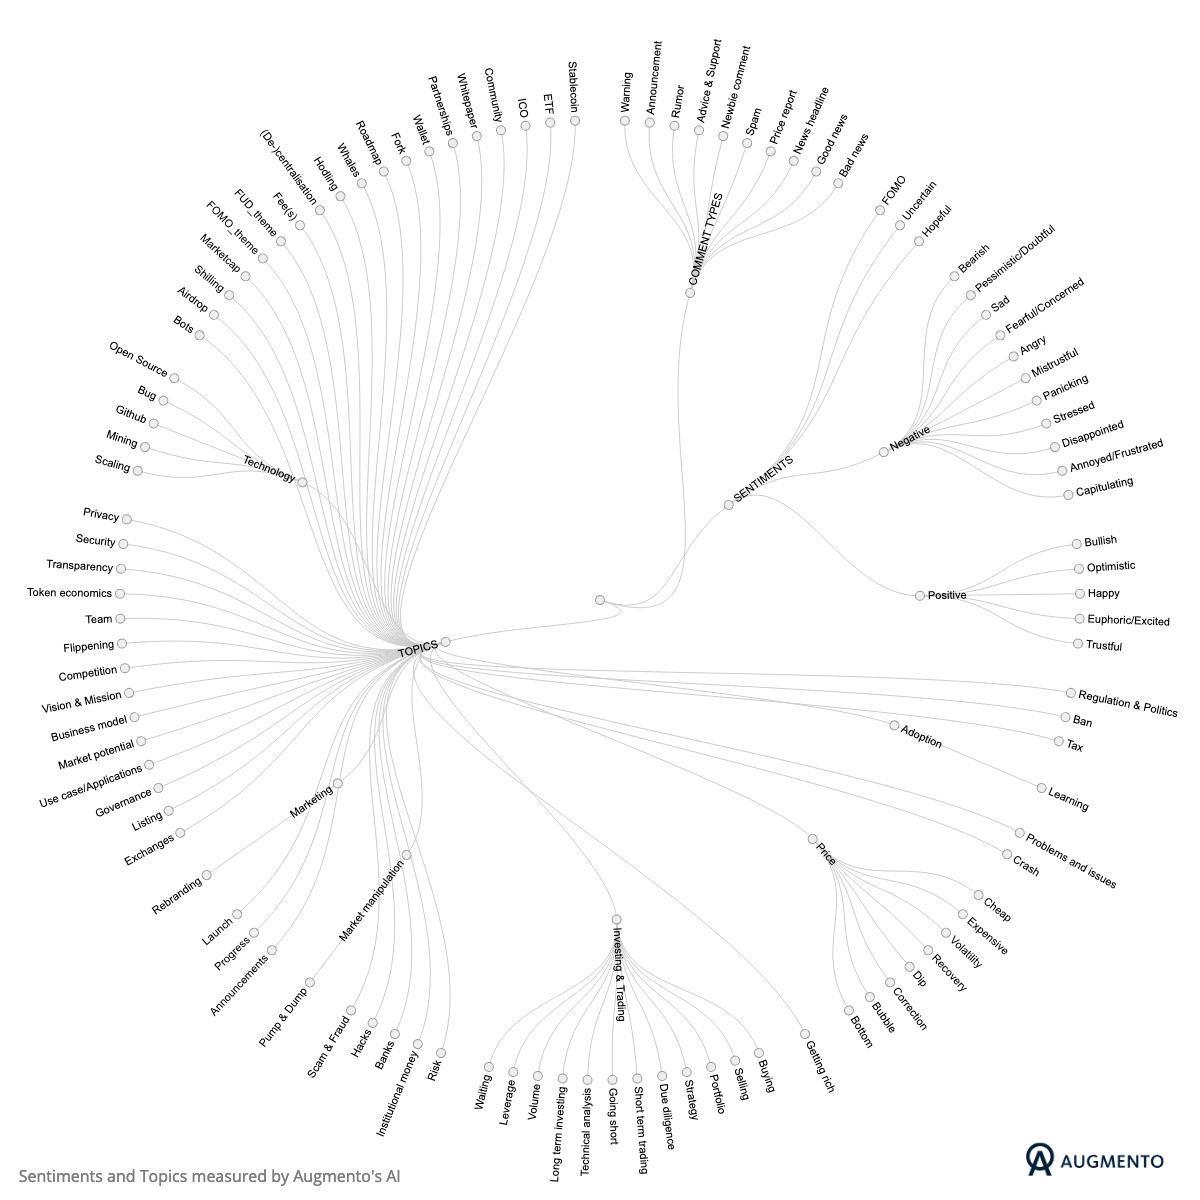 Stablecoin
ETF
ICO
Community
Whitepaper
Partnerships
Wallet
Fork
Roadmap
Whales
Hodling
(De-)centralisation
Fee(s)
FUD_theme
FOMO_theme
Marketcap
Shilling
Airdrop
Bots
Technology
Open Source
Bug
Github
Mining
Scaling
Privacy
Security
Transparency
Token economics
Team
Flippening
Competition
Vision & Mission
Business model
Market potential
Use case/Applications
Governance
Listing
Exchanges
TOPICS
Marketing
Rebranding
Launch
Progress
Announcements
Market manipulation
Pump & Dump
Scam & Fraud
Hacks
Banks
Institutional money
Risk
Investing & Trading
Waiting
Leverage
Volume
Long term investing
Technical analysis
Going short
Short term trading
Due diligence
Strategy
Portfolio
Selling
Buying
Getting rich
Price
Bottom
Bubble
Correction
Dip
Recovery
Volatility
Expensive
Cheap
Crash
Problems and issues
Adoption
Learning
Tax
Ban
Regulation & Politics
COMMENT TYPES
Warning
Announcement
Rumor
Advice & Support
Newbie comment
Spam
Price report
News headline
Good news
Bad news
SENTIMENTS
FOMO
Uncertain
Hopeful
Negative
Bearish
Pessimistic/Doubtful
Sad
Fearful/Concerned
Angry
Mistrustful
Panicking
Stressed
Disappointed
Annoyed/Frustrated
Capitulating
Positive
Bullish
Optimistic
Happy
Euphoric/Excited
Trustful
Sentiments and Topics measured by Augmento's AI
AUGMENTO